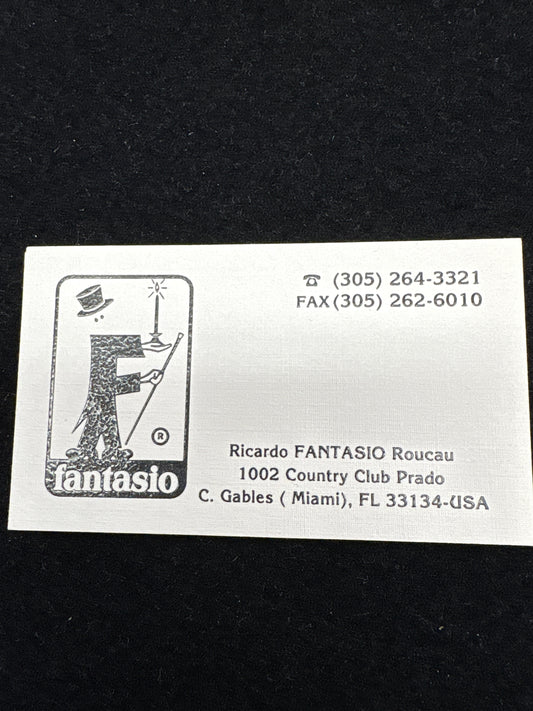 ☎ (305) 264-3321
FAX (305) 262-6010
F
®
fantasio
Ricardo FANTASIO Roucau
1002 Country Club Prado
C. Gables ( Miami), FL 33134-USA